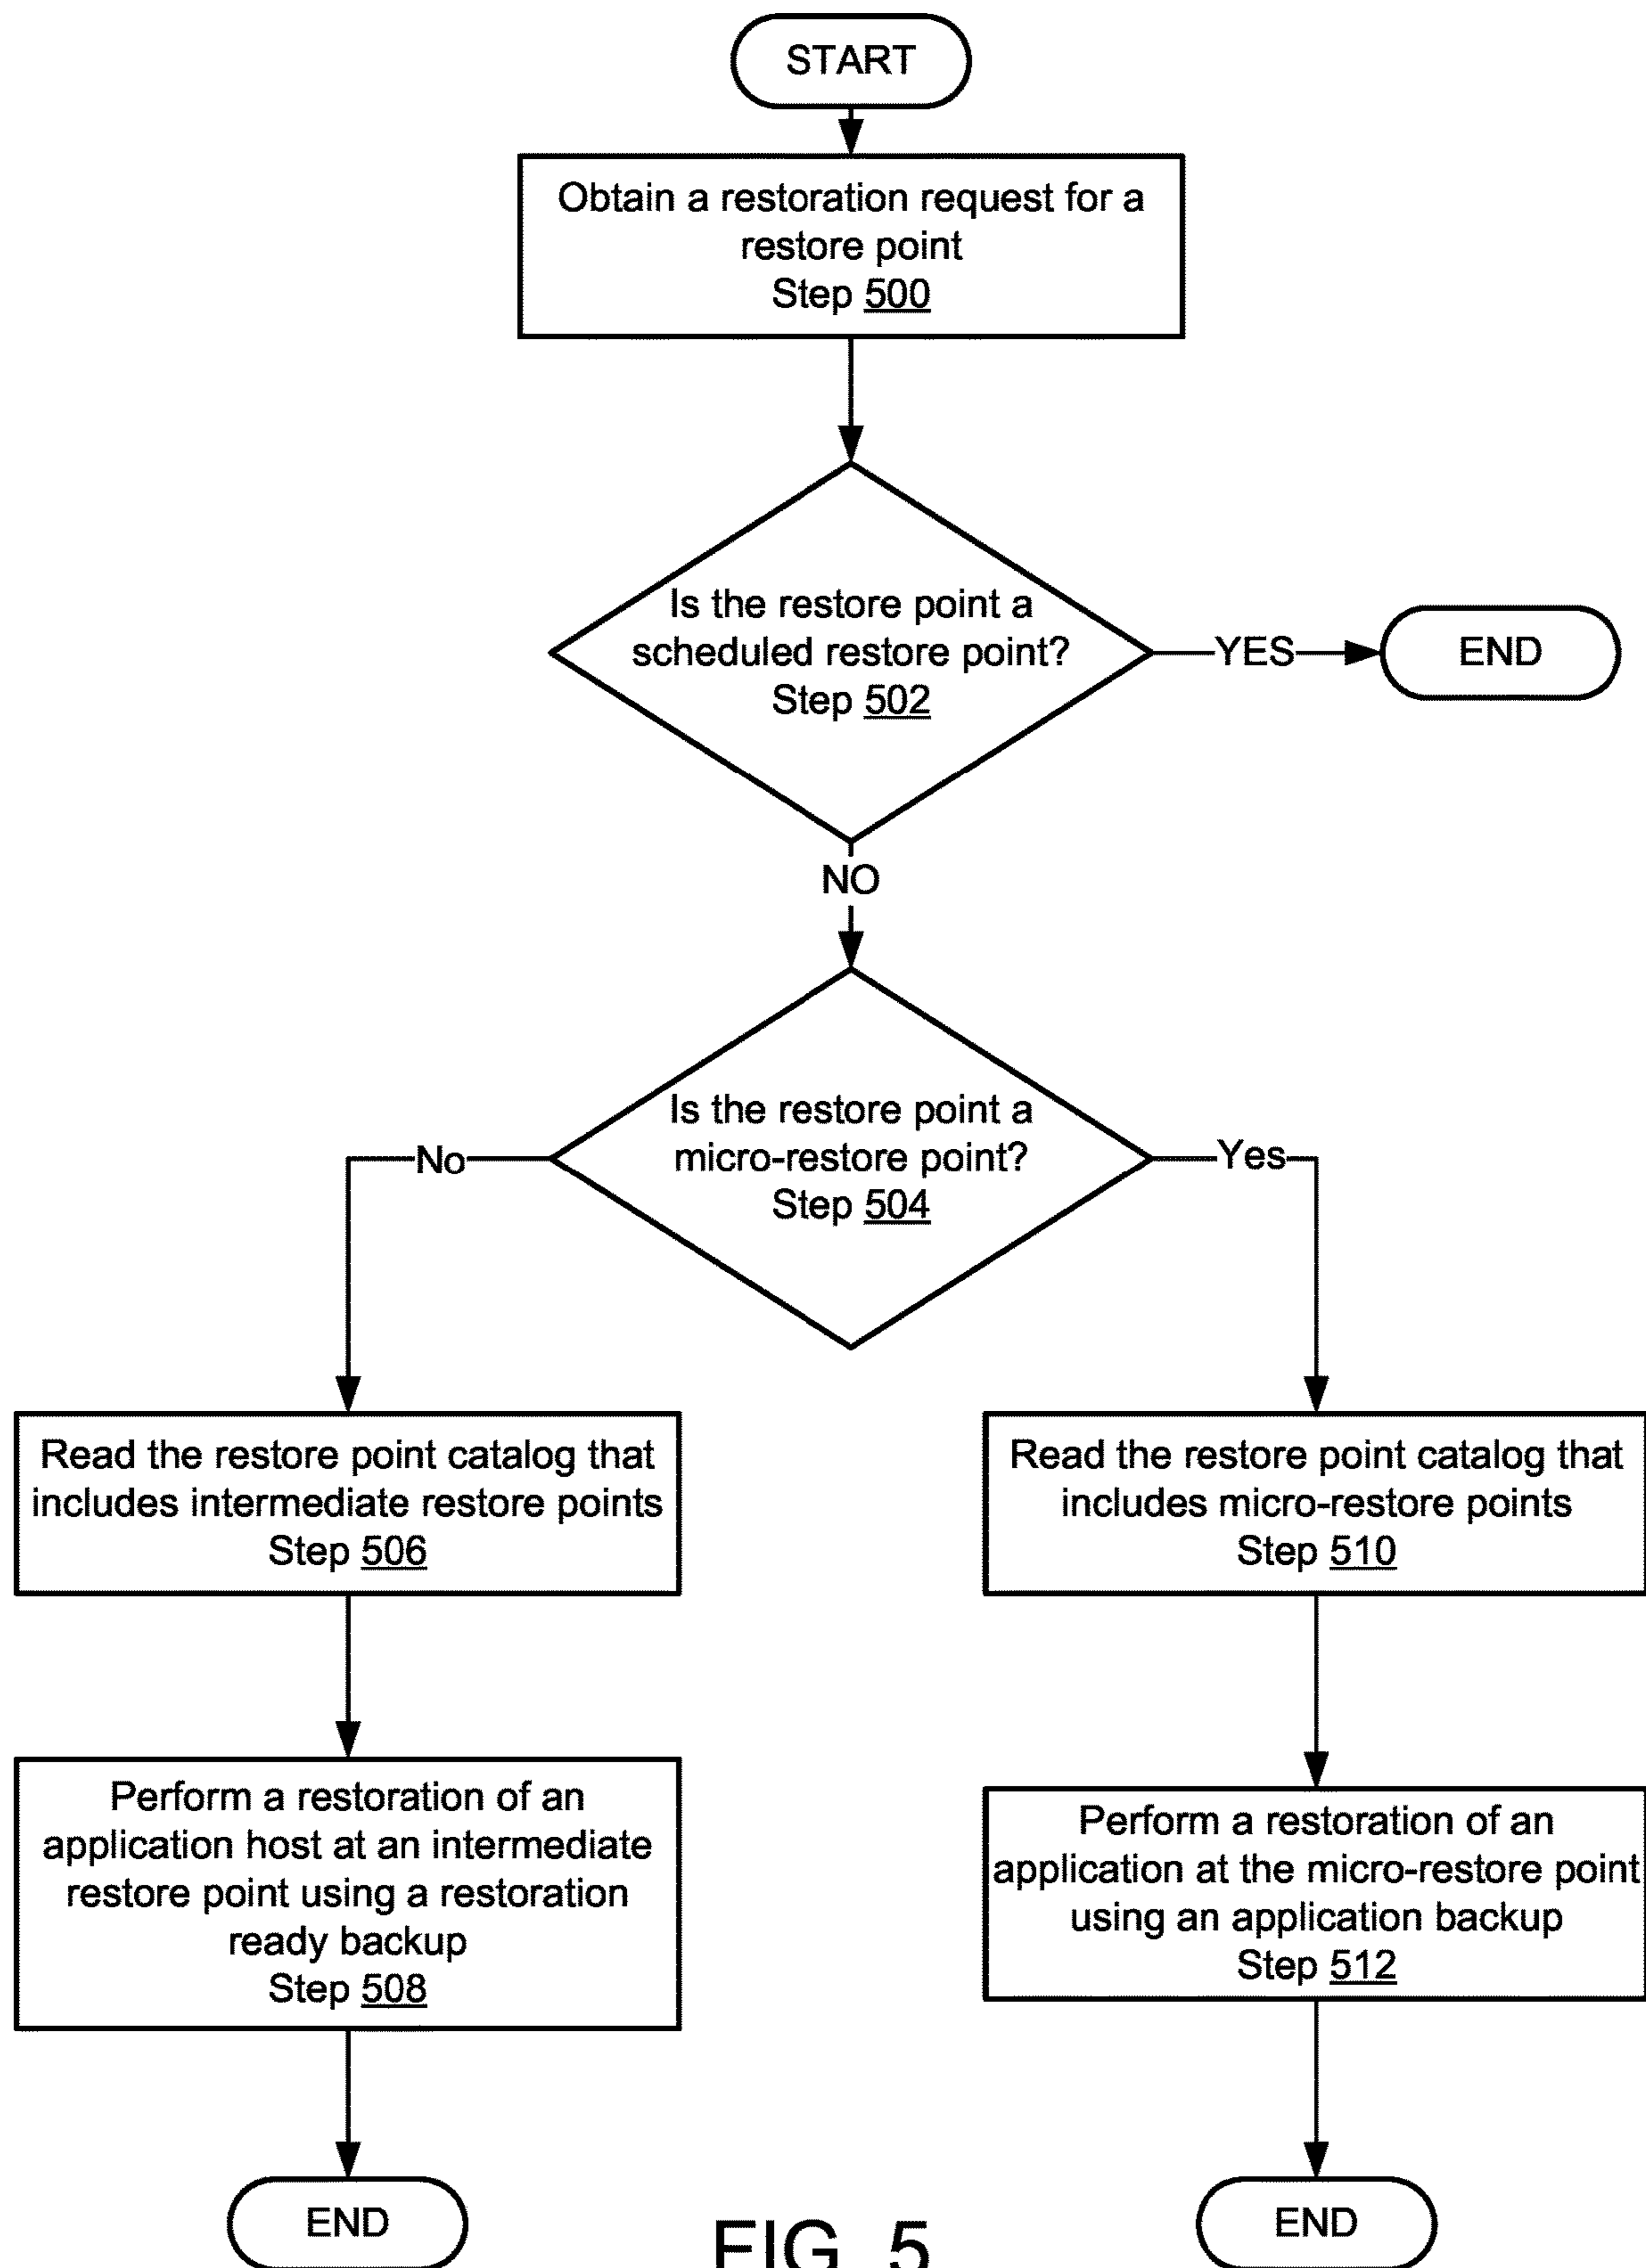 START
Obtain a restoration request for a
restore point
Step 500
Is the restore point a
scheduled restore point?
Step 502
YES
END
NO
Is the restore point a
micro-restore point?
Step 504
No
Yes
Read the restore point catalog that
includes intermediate restore points
Step 506
Read the restore point catalog that
includes micro-restore points
Step 510
Perform a restoration of an
application host at an intermediate
restore point using a restoration
ready backup
Step 508
Perform a restoration of an
application at the micro-restore point
using an application backup
Step 512
END
END
FIG. 5